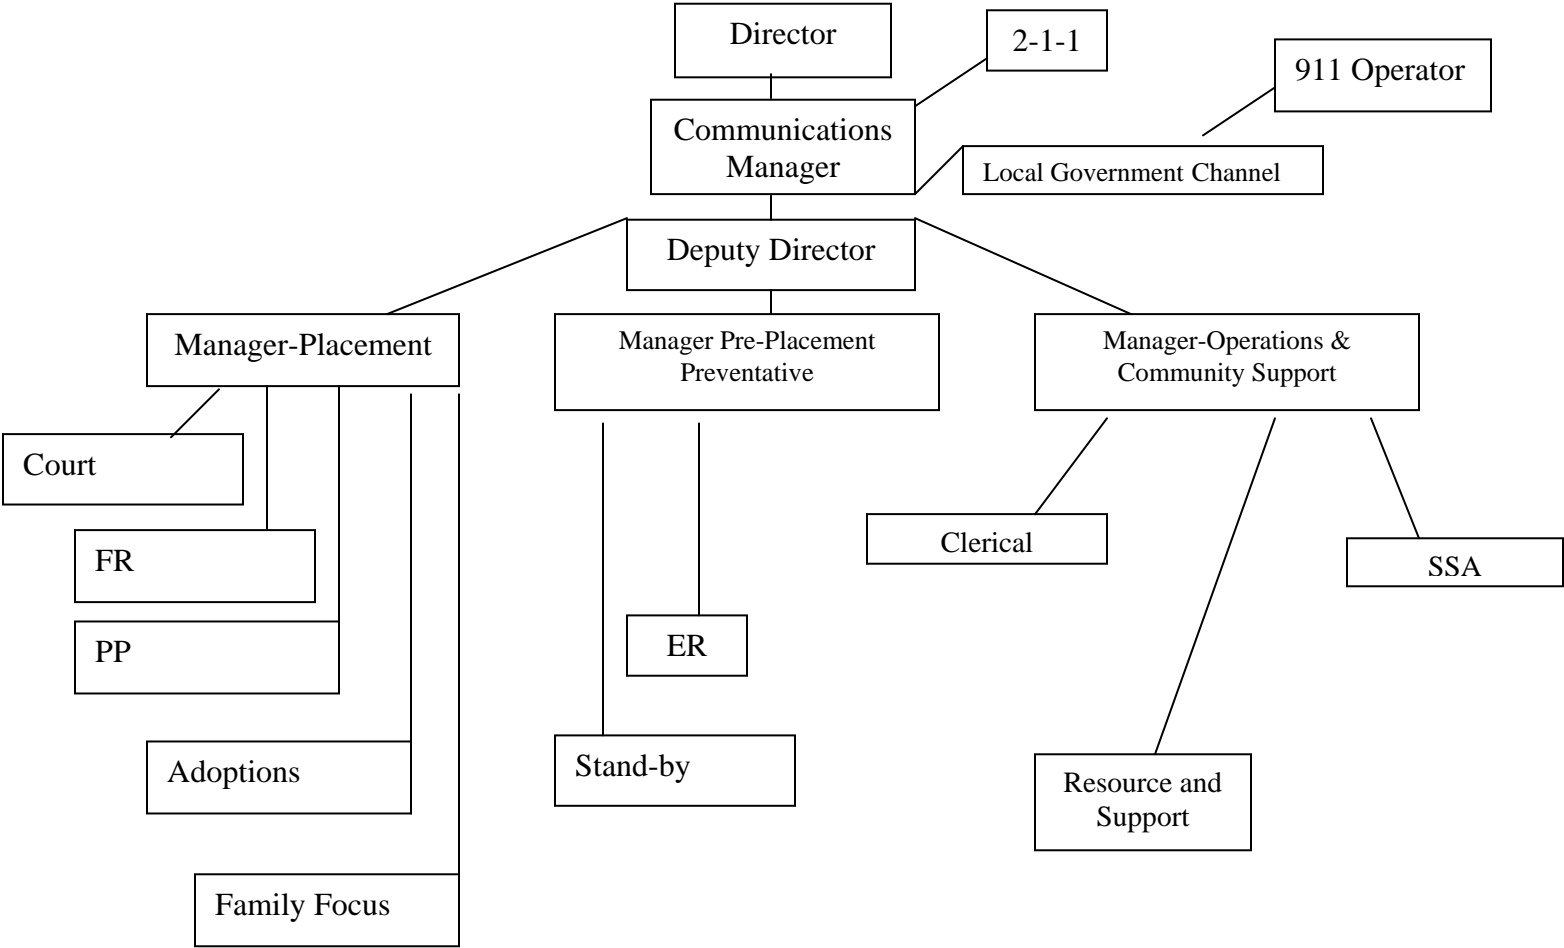 Director
2-1-1
911 Operator
Communications
Manager
Local Government Channel
Deputy Director
Manager-Placement
Manager Pre-Placement
Preventative
Manager-Operations &
Community Support
Court
FR
Clerical
SSA
PP
ER
Adoptions
Stand-by
Resource and
Support
Family Focus